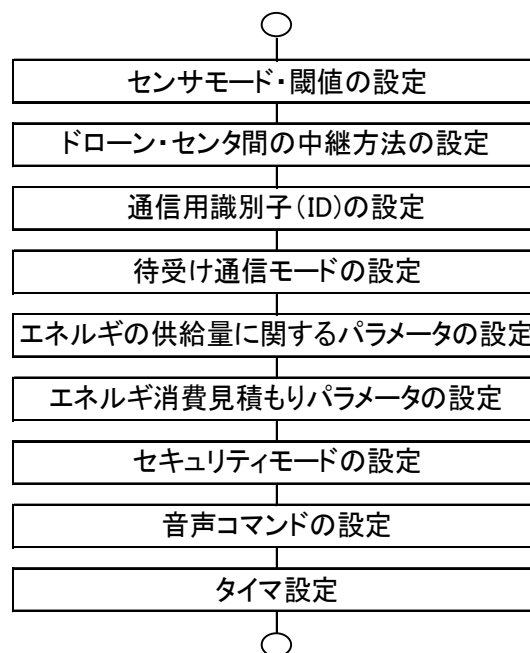 センサモード・閾値の設定
ドローン・センタ間の中継方法の設定
通信用識別子(ID)の設定
待受け通信モードの設定
エネルギの供給量に関するパラメータの設定
エネルギ消費見積もりパラメータの設定
セキュリティモードの設定
音声コマンドの設定
タイマ設定